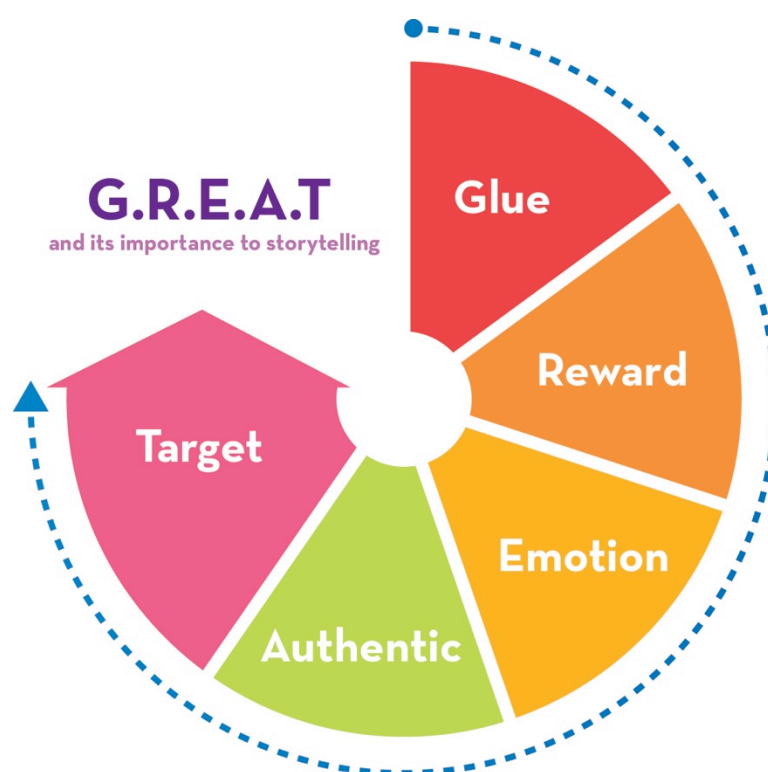 G.R.E.A.T
and its importance to storytelling
Glue
Reward
Emotion
Authentic
Target